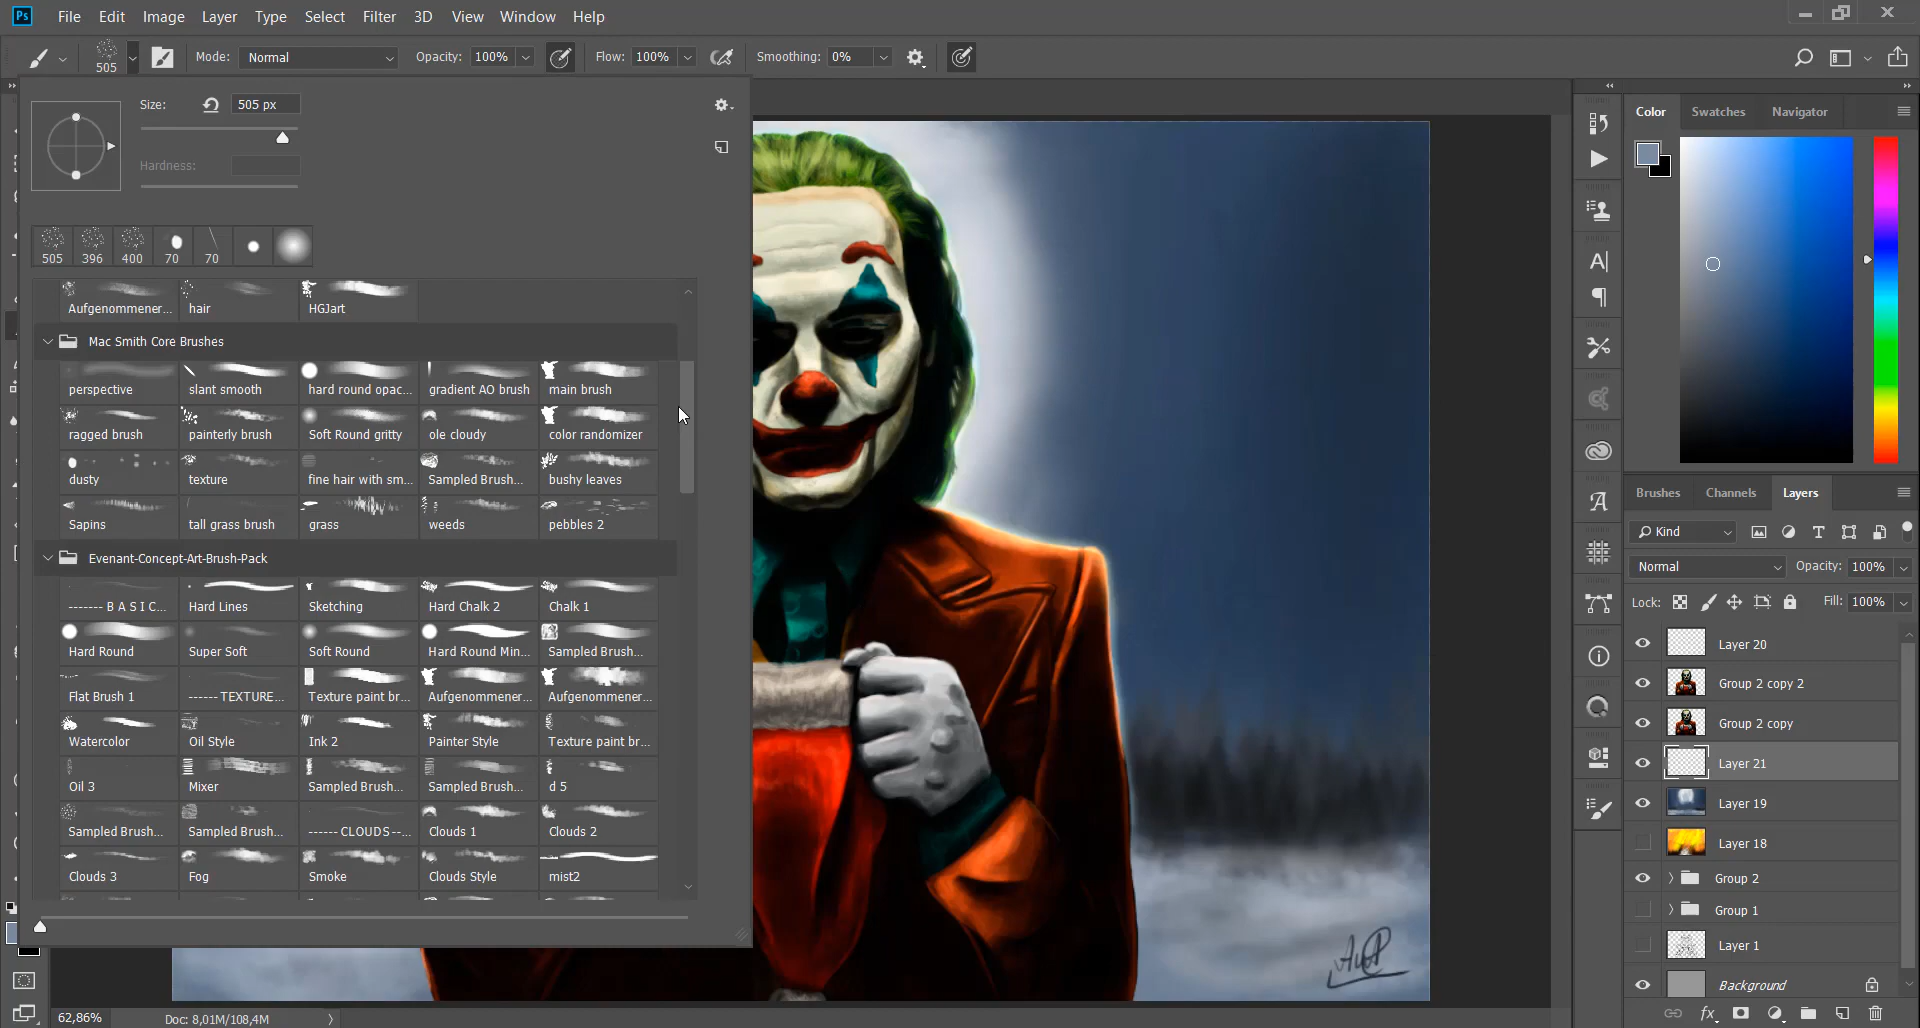 Ps File Edit Image Layer Type Select Filter 3D View Window Help
505 Mode: Normal Opacity: 100% Flow: 100% Smoothing: 0%
Size: 505 px
Hardness:
505 396 400 70 70
Aufgenommener... hair HGJart
Mac Smith Core Brushes
perspective slant smooth hard round opac... gradient AO brush main brush
ragged brush painterly brush Soft Round gritty ole cloudy color randomizer
dusty texture fine hair with sm... Sampled Brush... bushy leaves
Sapins tall grass brush grass weeds pebbles 2
Evenant-Concept-Art-Brush-Pack
------- B A S I C... Hard Lines Sketching Hard Chalk 2 Chalk 1
Hard Round Super Soft Soft Round Hard Round Min... Sampled Brush...
Flat Brush 1 ------ TEXTURE... Texture paint br... Aufgenommener... Aufgenommener...
Watercolor Oil Style Ink 2 Painter Style Texture paint br...
Oil 3 Mixer Sampled Brush... Sampled Brush... d 5
Sampled Brush... Sampled Brush... ------ CLOUDS --... Clouds 1 Clouds 2
Clouds 3 Fog Smoke Clouds Style mist2
62,86% Doc: 8,01M/108,4M
Color Swatches Navigator
Brushes Channels Layers
Kind
Normal Opacity: 100%
Lock: Fill: 100%
Layer 20
Group 2 copy 2
Group 2 copy
Layer 21
Layer 19
Layer 18
Group 2
Group 1
Layer 1
Background
fx